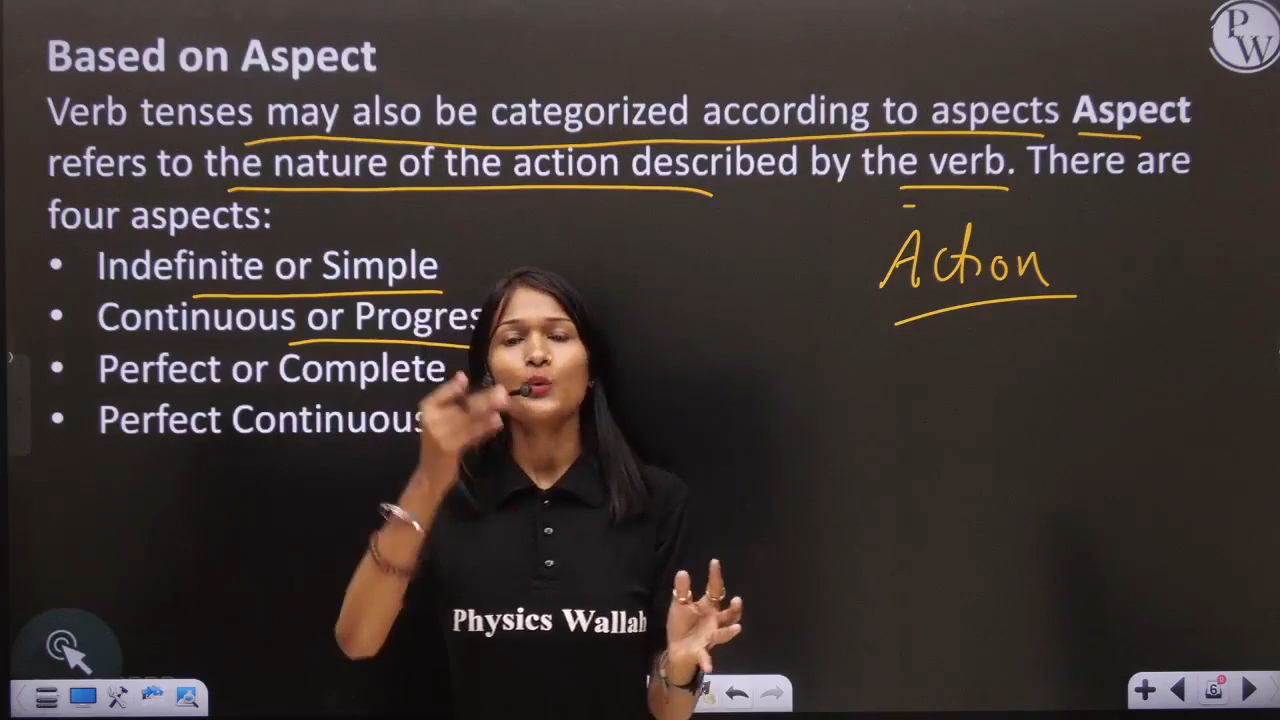 Based on Aspect
Verb tenses may also be categorized according to aspects Aspect
refers to the nature of the action described by the verb. There are
four aspects:
• Indefinite or Simple
• Continuous or Progres
• Perfect or Complete
• Perfect Continuous
Action
PW
Physics Wallah
6